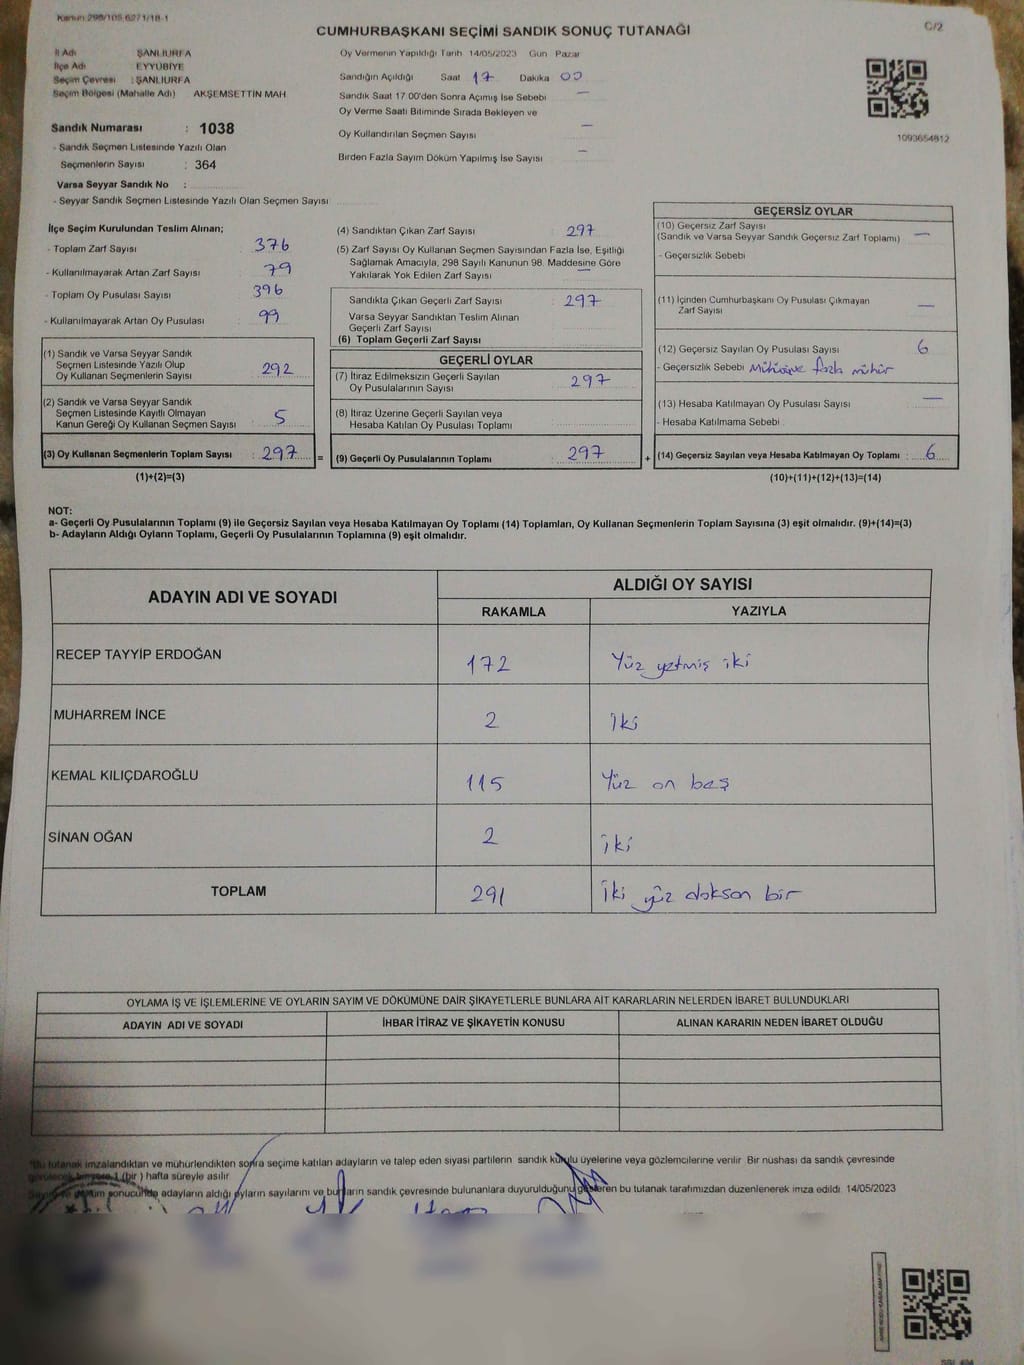 Kanun 298/105
C/2
CUMHURBAŞKANI SEÇİMİ SANDIK SONUÇ TUTANAĞI
İl Adı : ŞANLIURFA
İlçe Adı : EYYÜBİYE
Seçim Çevresi : ŞANLIURFA
Seçim Bölgesi (Mahalle Adı) AKŞEMSETTİN MAH.
Sandık Numarası : 1038
- Sandık Seçmen Listesinde Yazılı Olan
Seçmenlerin Sayısı : 364
Varsa Seyyar Sandık No :
- Seyyar Sandık Seçmen Listesinde Yazılı Olan Seçmen Sayısı
Oy Vermenin Yapıldığı Tarih 14/05/2023 Gün Pazar
Sandığın Açıldığı Saat 17 Dakika 00
Sandık Saat 17.00'den Sonra Açımış İse Sebebi —
Oy Verme Saati Bitiminde Sırada Bekleyen ve
Oy Kullandırılan Seçmen Sayısı —
Birden Fazla Sayım Döküm Yapılmış İse Sayısı —
1093654812
İlçe Seçim Kurulundan Teslim Alınan;
- Toplam Zarf Sayısı : 376
- Kullanılmayarak Artan Zarf Sayısı : 79
- Toplam Oy Pusulası Sayısı : 396
- Kullanılmayarak Artan Oy Pusulası : 99
(1) Sandık ve Varsa Seyyar Sandık
Seçmen Listesinde Yazılı Olup
Oy Kullanan Seçmenlerin Sayısı : 292
(2) Sandık ve Varsa Seyyar Sandık
Seçmen Listesinde Kayıtlı Olmayan
Kanun Gereği Oy Kullanan Seçmen Sayısı : 5
(3) Oy Kullanan Seçmenlerin Toplam Sayısı : 297
(1)+(2)=(3)
=
(4) Sandıktan Çıkan Zarf Sayısı : 297
(5) Zarf Sayısı Oy Kullanan Seçmen Sayısından Fazla İse, Eşitliği
Sağlamak Amacıyla, 298 Sayılı Kanunun 98. Maddesine Göre
Yakılarak Yok Edilen Zarf Sayısı : —
Sandıkta Çıkan Geçerli Zarf Sayısı : 297
Varsa Seyyar Sandıktan Teslim Alınan
Geçerli Zarf Sayısı :
(6) Toplam Geçerli Zarf Sayısı :
GEÇERLİ OYLAR
(7) İtiraz Edilmeksizin Geçerli Sayılan
Oy Pusulalarının Sayısı : 297
(8) İtiraz Üzerine Geçerli Sayılan veya
Hesaba Katılan Oy Pusulası Toplamı :
(9) Geçerli Oy Pusulalarının Toplamı : 297
+
GEÇERSİZ OYLAR
(10) Geçersiz Zarf Sayısı
(Sandık ve Varsa Seyyar Sandık Geçersiz Zarf Toplamı) : —
- Geçersizlik Sebebi
(11) İçinden Cumhurbaşkanı Oy Pusulası Çıkmayan
Zarf Sayısı : —
(12) Geçersiz Sayılan Oy Pusulası Sayısı : 6
- Geçersizlik Sebebi fazla mühür
(13) Hesaba Katılmayan Oy Pusulası Sayısı : —
- Hesaba Katılmama Sebebi
(14) Geçersiz Sayılan veya Hesaba Katılmayan Oy Toplamı : 6
(10)+(11)+(12)+(13)=(14)
NOT:
a- Geçerli Oy Pusulalarının Toplamı (9) ile Geçersiz Sayılan veya Hesaba Katılmayan Oy Toplamı (14) Toplamları, Oy Kullanan Seçmenlerin Toplam Sayısına (3) eşit olmalıdır. (9)+(14)=(3)
b- Adayların Aldığı Oyların Toplamı, Geçerli Oy Pusulalarının Toplamına (9) eşit olmalıdır.
ADAYIN ADI VE SOYADI ALDIĞI OY SAYISI
RAKAMLA YAZIYLA
RECEP TAYYİP ERDOĞAN 172 Yüz yetmiş iki
MUHARREM İNCE 2 İki
KEMAL KILIÇDAROĞLU 115 Yüz on beş
SİNAN OĞAN 2 iki
TOPLAM 291 İki yüz doksan bir
OYLAMA İŞ VE İŞLEMLERİNE VE OYLARIN SAYIM VE DÖKÜMÜNE DAİR ŞİKAYETLERLE BUNLARA AİT KARARLARIN NELERDEN İBARET BULUNDUKLARI
ADAYIN ADI VE SOYADI İHBAR İTİRAZ VE ŞİKAYETİN KONUSU ALINAN KARARIN NEDEN İBARET OLDUĞU
Bu tutanak imzalandıktan ve mühürlendikten sonra seçime katılan adayların ve talep eden siyasi partilerin sandık kurulu üyelerine veya gözlemcilerine verilir. Bir nüshası da sandık çevresinde
1 (bir) hafta süreyle asılır
sonucunda adayların aldığı oyların sayılarını ve bunların sandık çevresinde bulunanlara duyurulduğunu gösteren bu tutanak tarafımızdan düzenlenerek imza edildi. 14/05/2023